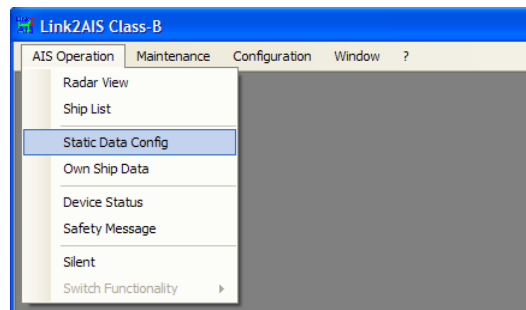 Link2AIS Class-B
AIS Operation Maintenance Configuration Window ?
Radar View
Ship List
Static Data Config
Own Ship Data
Device Status
Safety Message
Silent
Switch Functionality